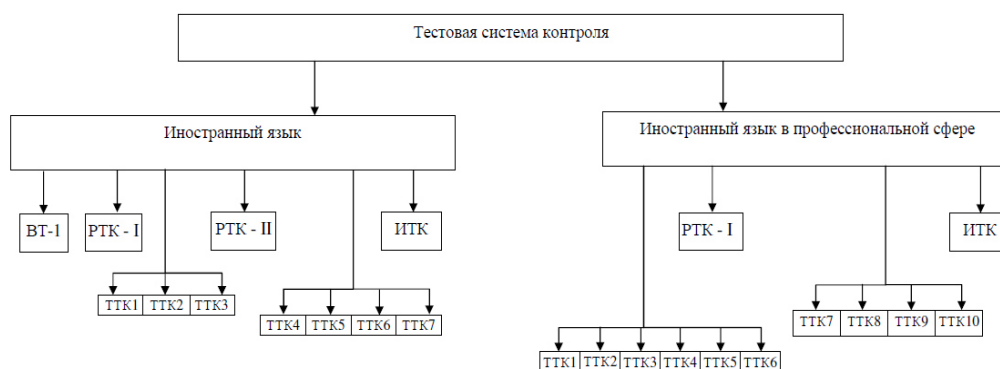 Тестовая система контроля
Иностранный язык
Иностранный язык в профессиональной сфере
ВТ-1
РТК - I
РТК - II
ИТК
РТК - I
ИТК
ТТК1 ТТК2 ТТК3
ТТК4 ТТК5 ТТК6 ТТК7
ТТК7 ТТК8 ТТК9 ТТК10
ТТК1 ТТК2 ТТК3 ТТК4 ТТК5 ТТК6